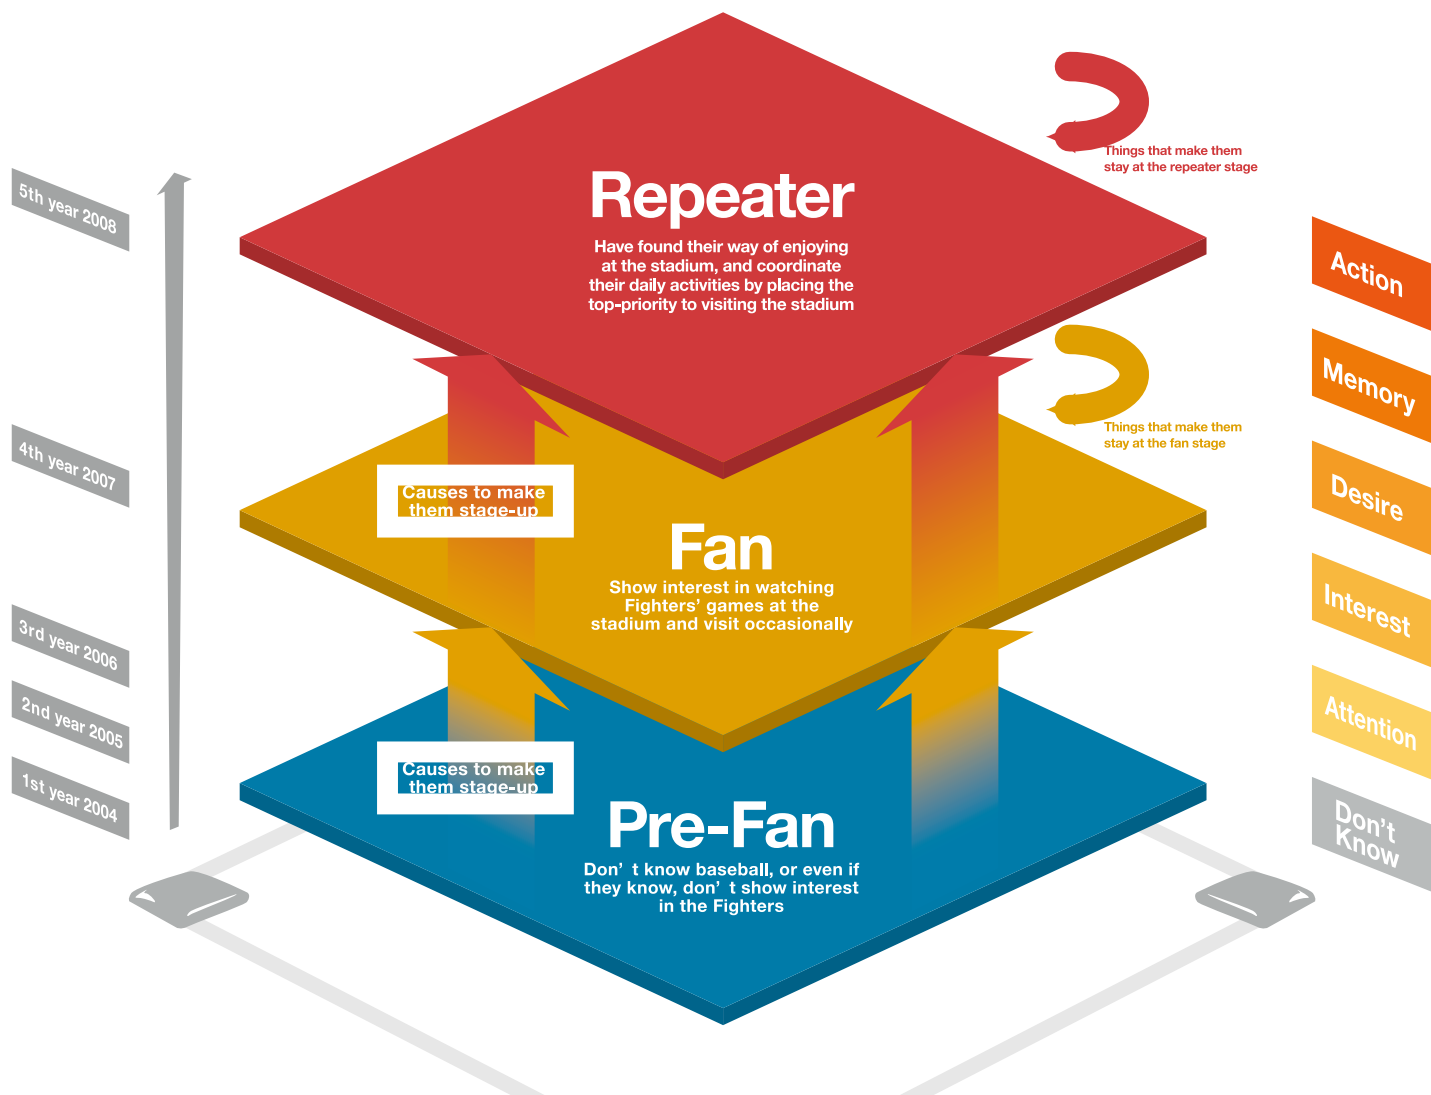 Repeater
Have found their way of enjoying
at the stadium, and coordinate
their daily activities by placing the
top-priority to visiting the stadium
Things that make them
stay at the repeater stage
Causes to make
them stage-up
Fan
Show interest in watching
Fighters' games at the
stadium and visit occasionally
Things that make them
stay at the fan stage
Causes to make
them stage-up
Pre-Fan
Don' t know baseball, or even if
they know, don' t show interest
in the Fighters
5th year 2008
4th year 2007
3rd year 2006
2nd year 2005
1st year 2004
Action
Memory
Desire
Interest
Attention
Don't
Know